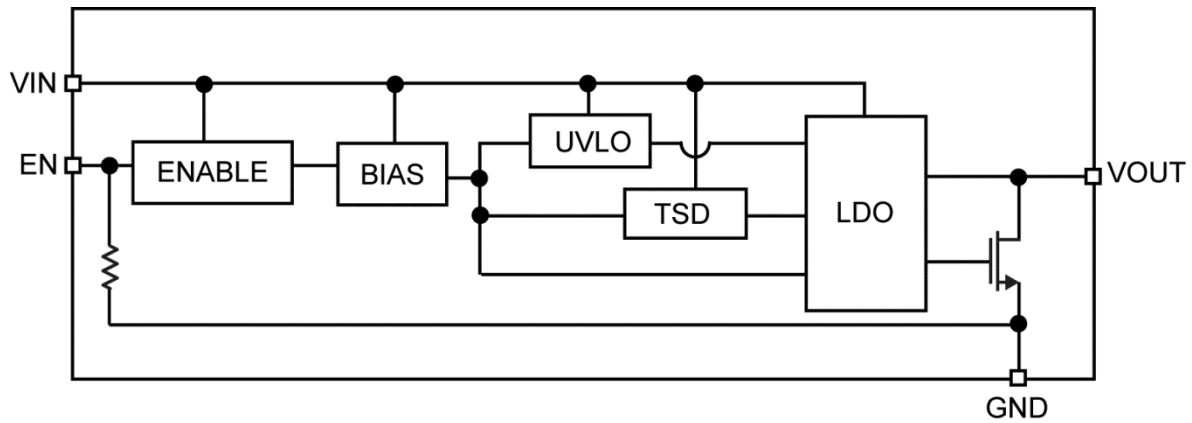 VIN
EN
ENABLE
BIAS
UVLO
TSD
LDO
VOUT
GND